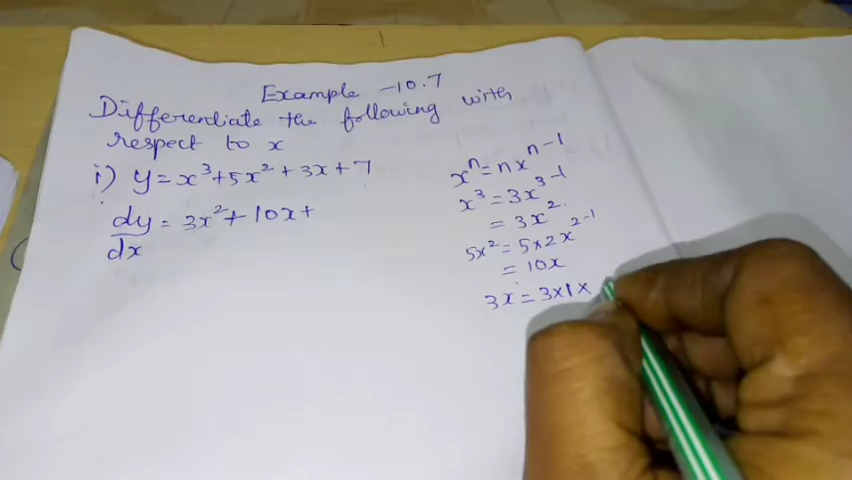 Example - 10.7
Differentiate the following with
respect to x
i) y = x³ + 5x² + 3x + 7
dy/dx = 3x² + 10x +
xⁿ = nxⁿ⁻¹
x³ = 3x³⁻¹
= 3x²
5x² = 5×2x²⁻¹
= 10x
3x = 3×1×